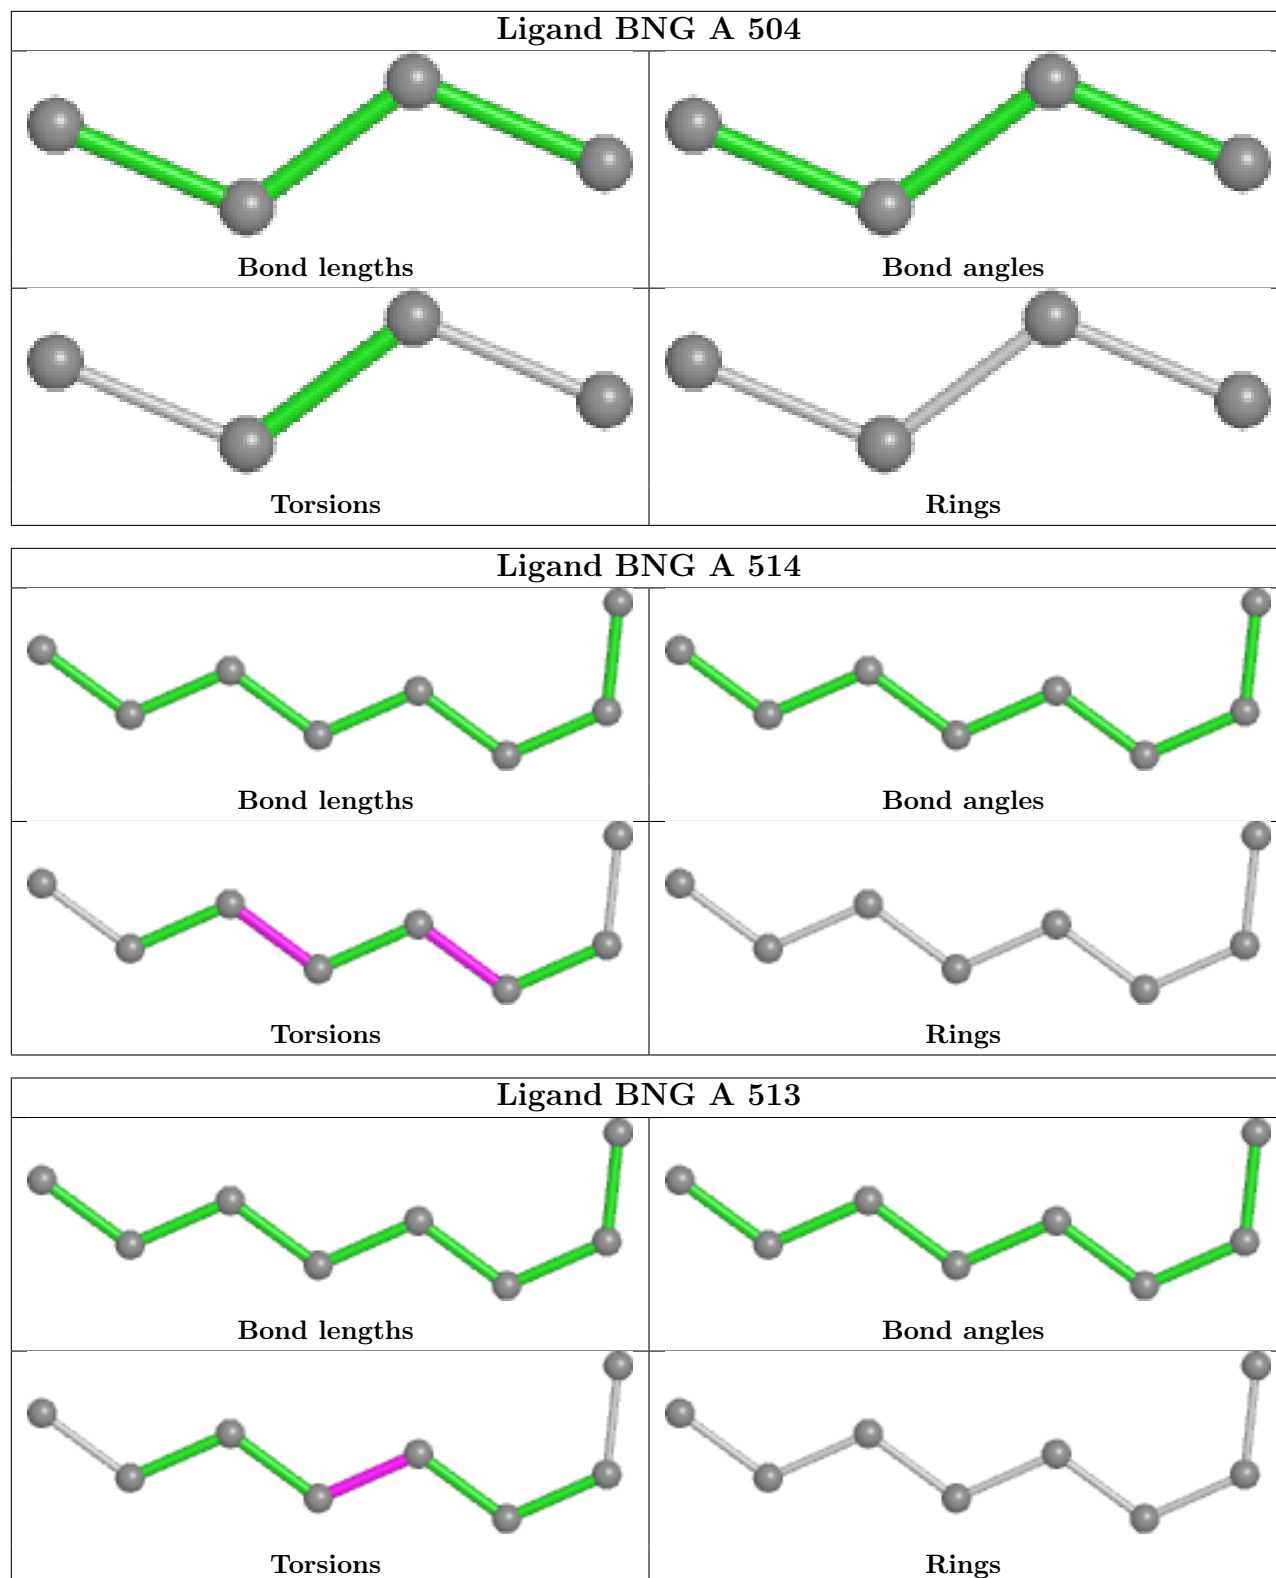 Ligand BNG A 504
Bond lengths
Bond angles
Torsions
Rings
Ligand BNG A 514
Bond lengths
Bond angles
Torsions
Rings
Ligand BNG A 513
Bond lengths
Bond angles
Torsions
Rings